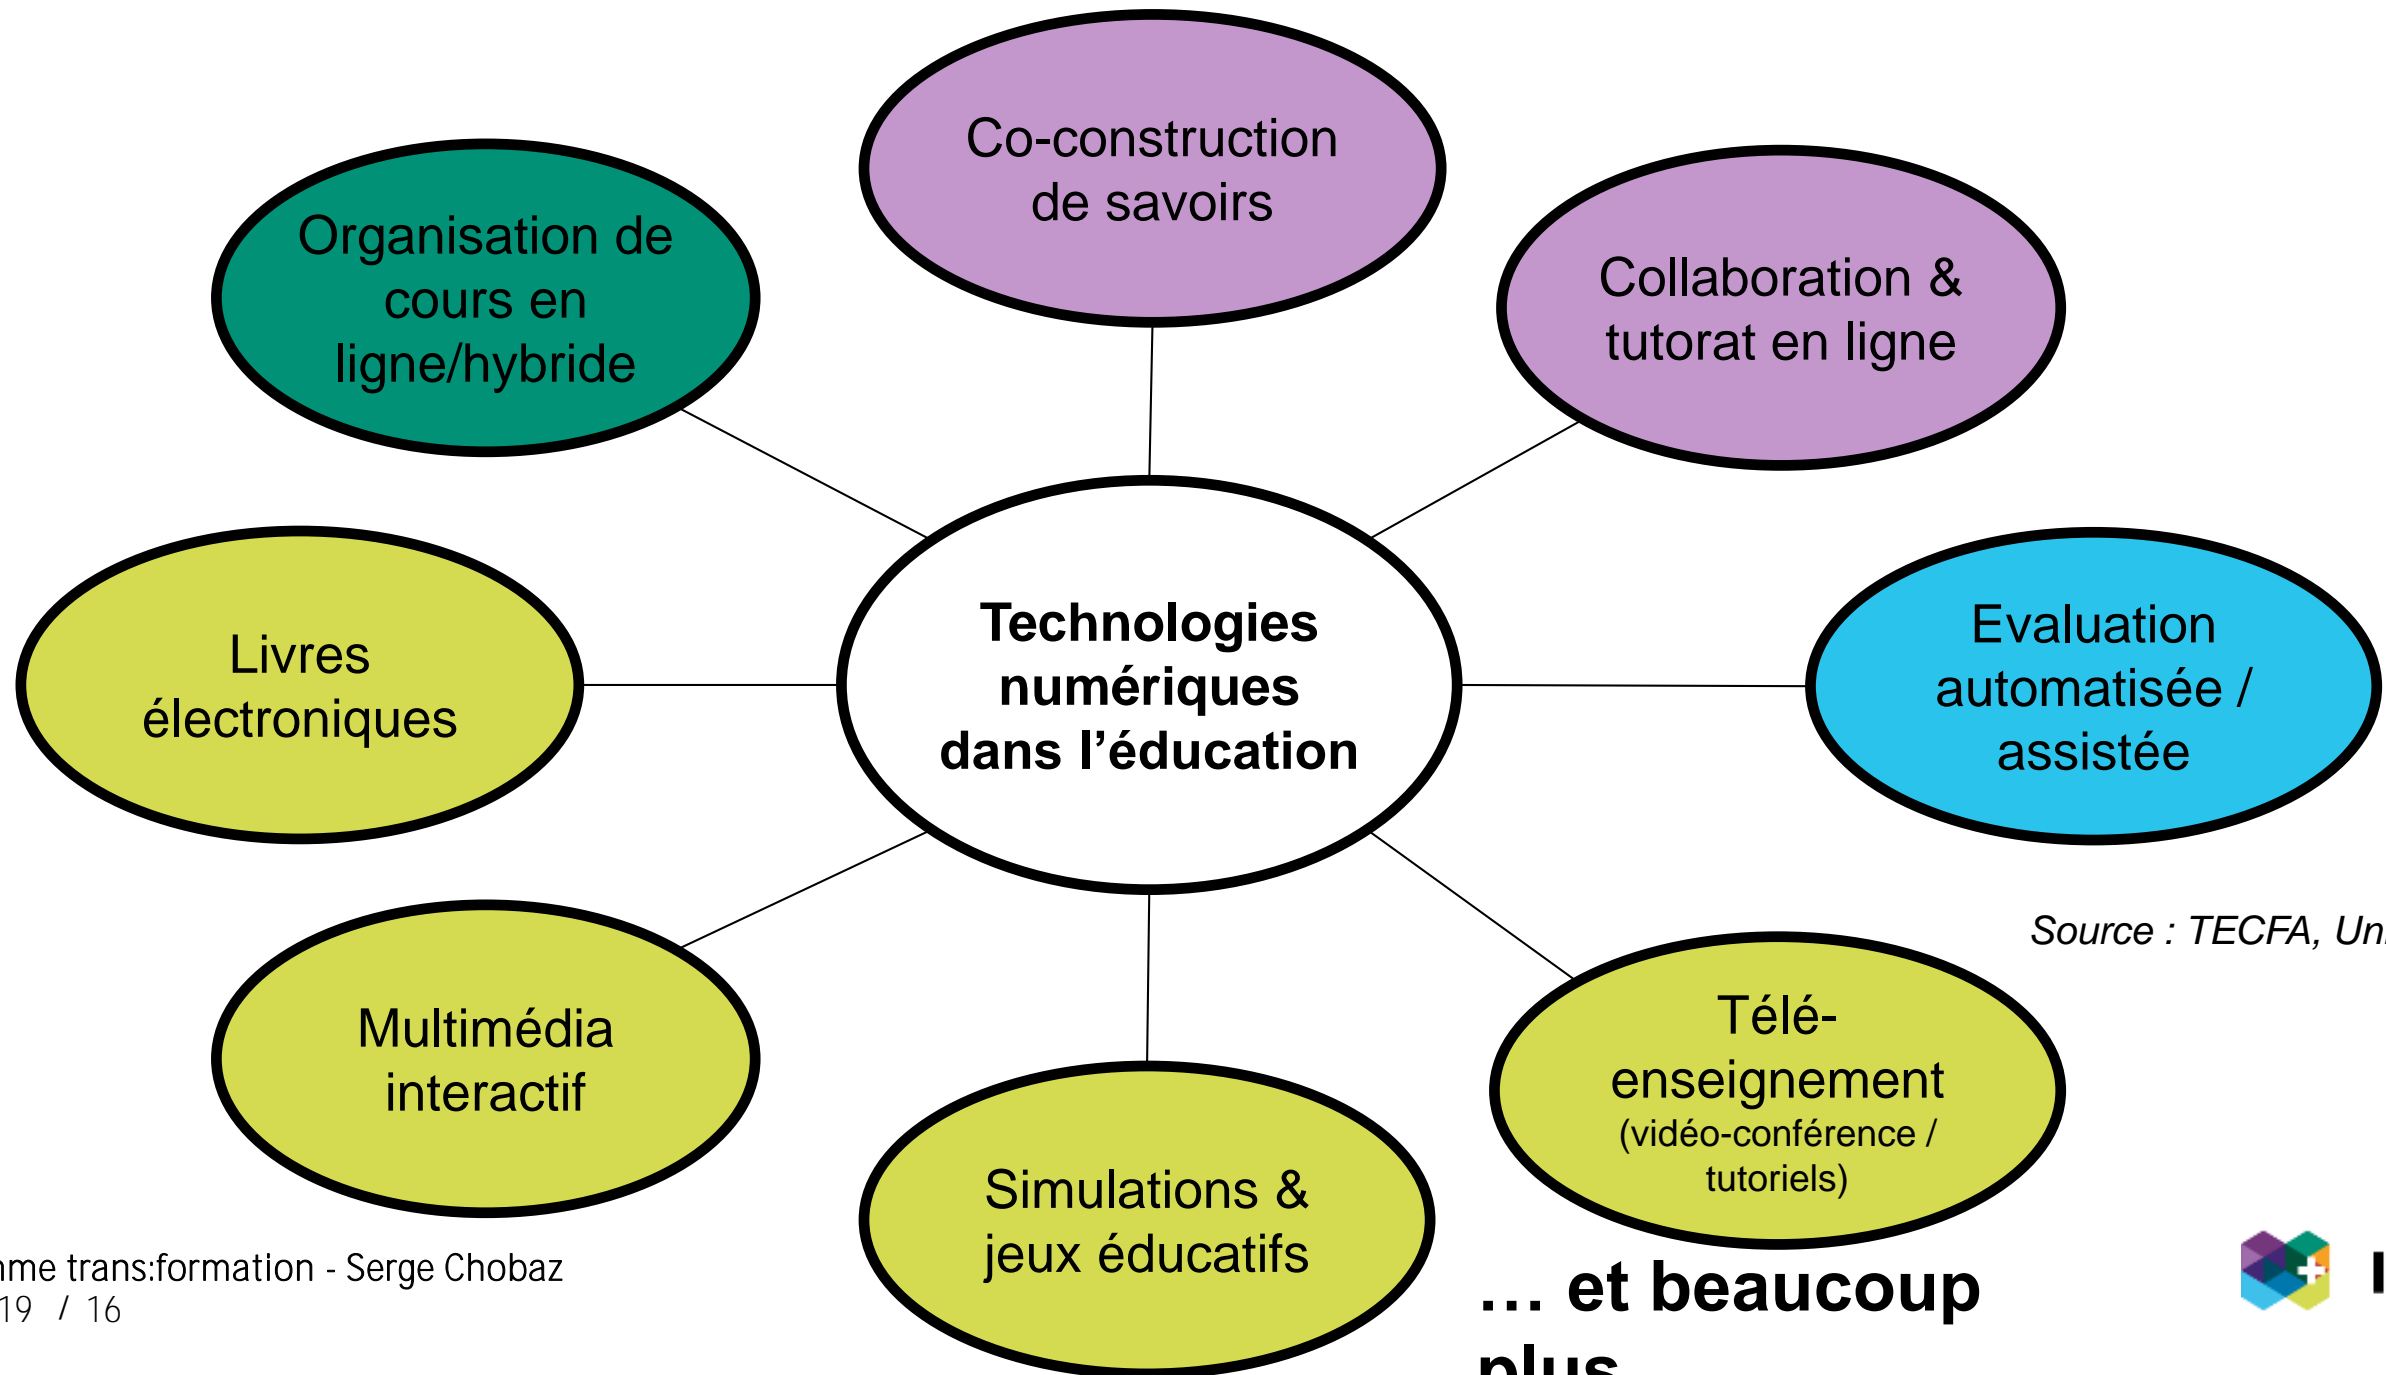 Co-construction
de savoirs
Organisation de
cours en
ligne/hybride
Collaboration &
tutorat en ligne
Livres
électroniques
Technologies
numériques
dans l’éducation
Evaluation
automatisée /
assistée
Source : TECFA,
Multimédia
interactif
Télé-
enseignement
(vidéo-conférence /
tutoriels)
Simulations &
jeux éducatifs
trans:formation - Serge Chobaz
19 / 16
… et beaucoup
plus